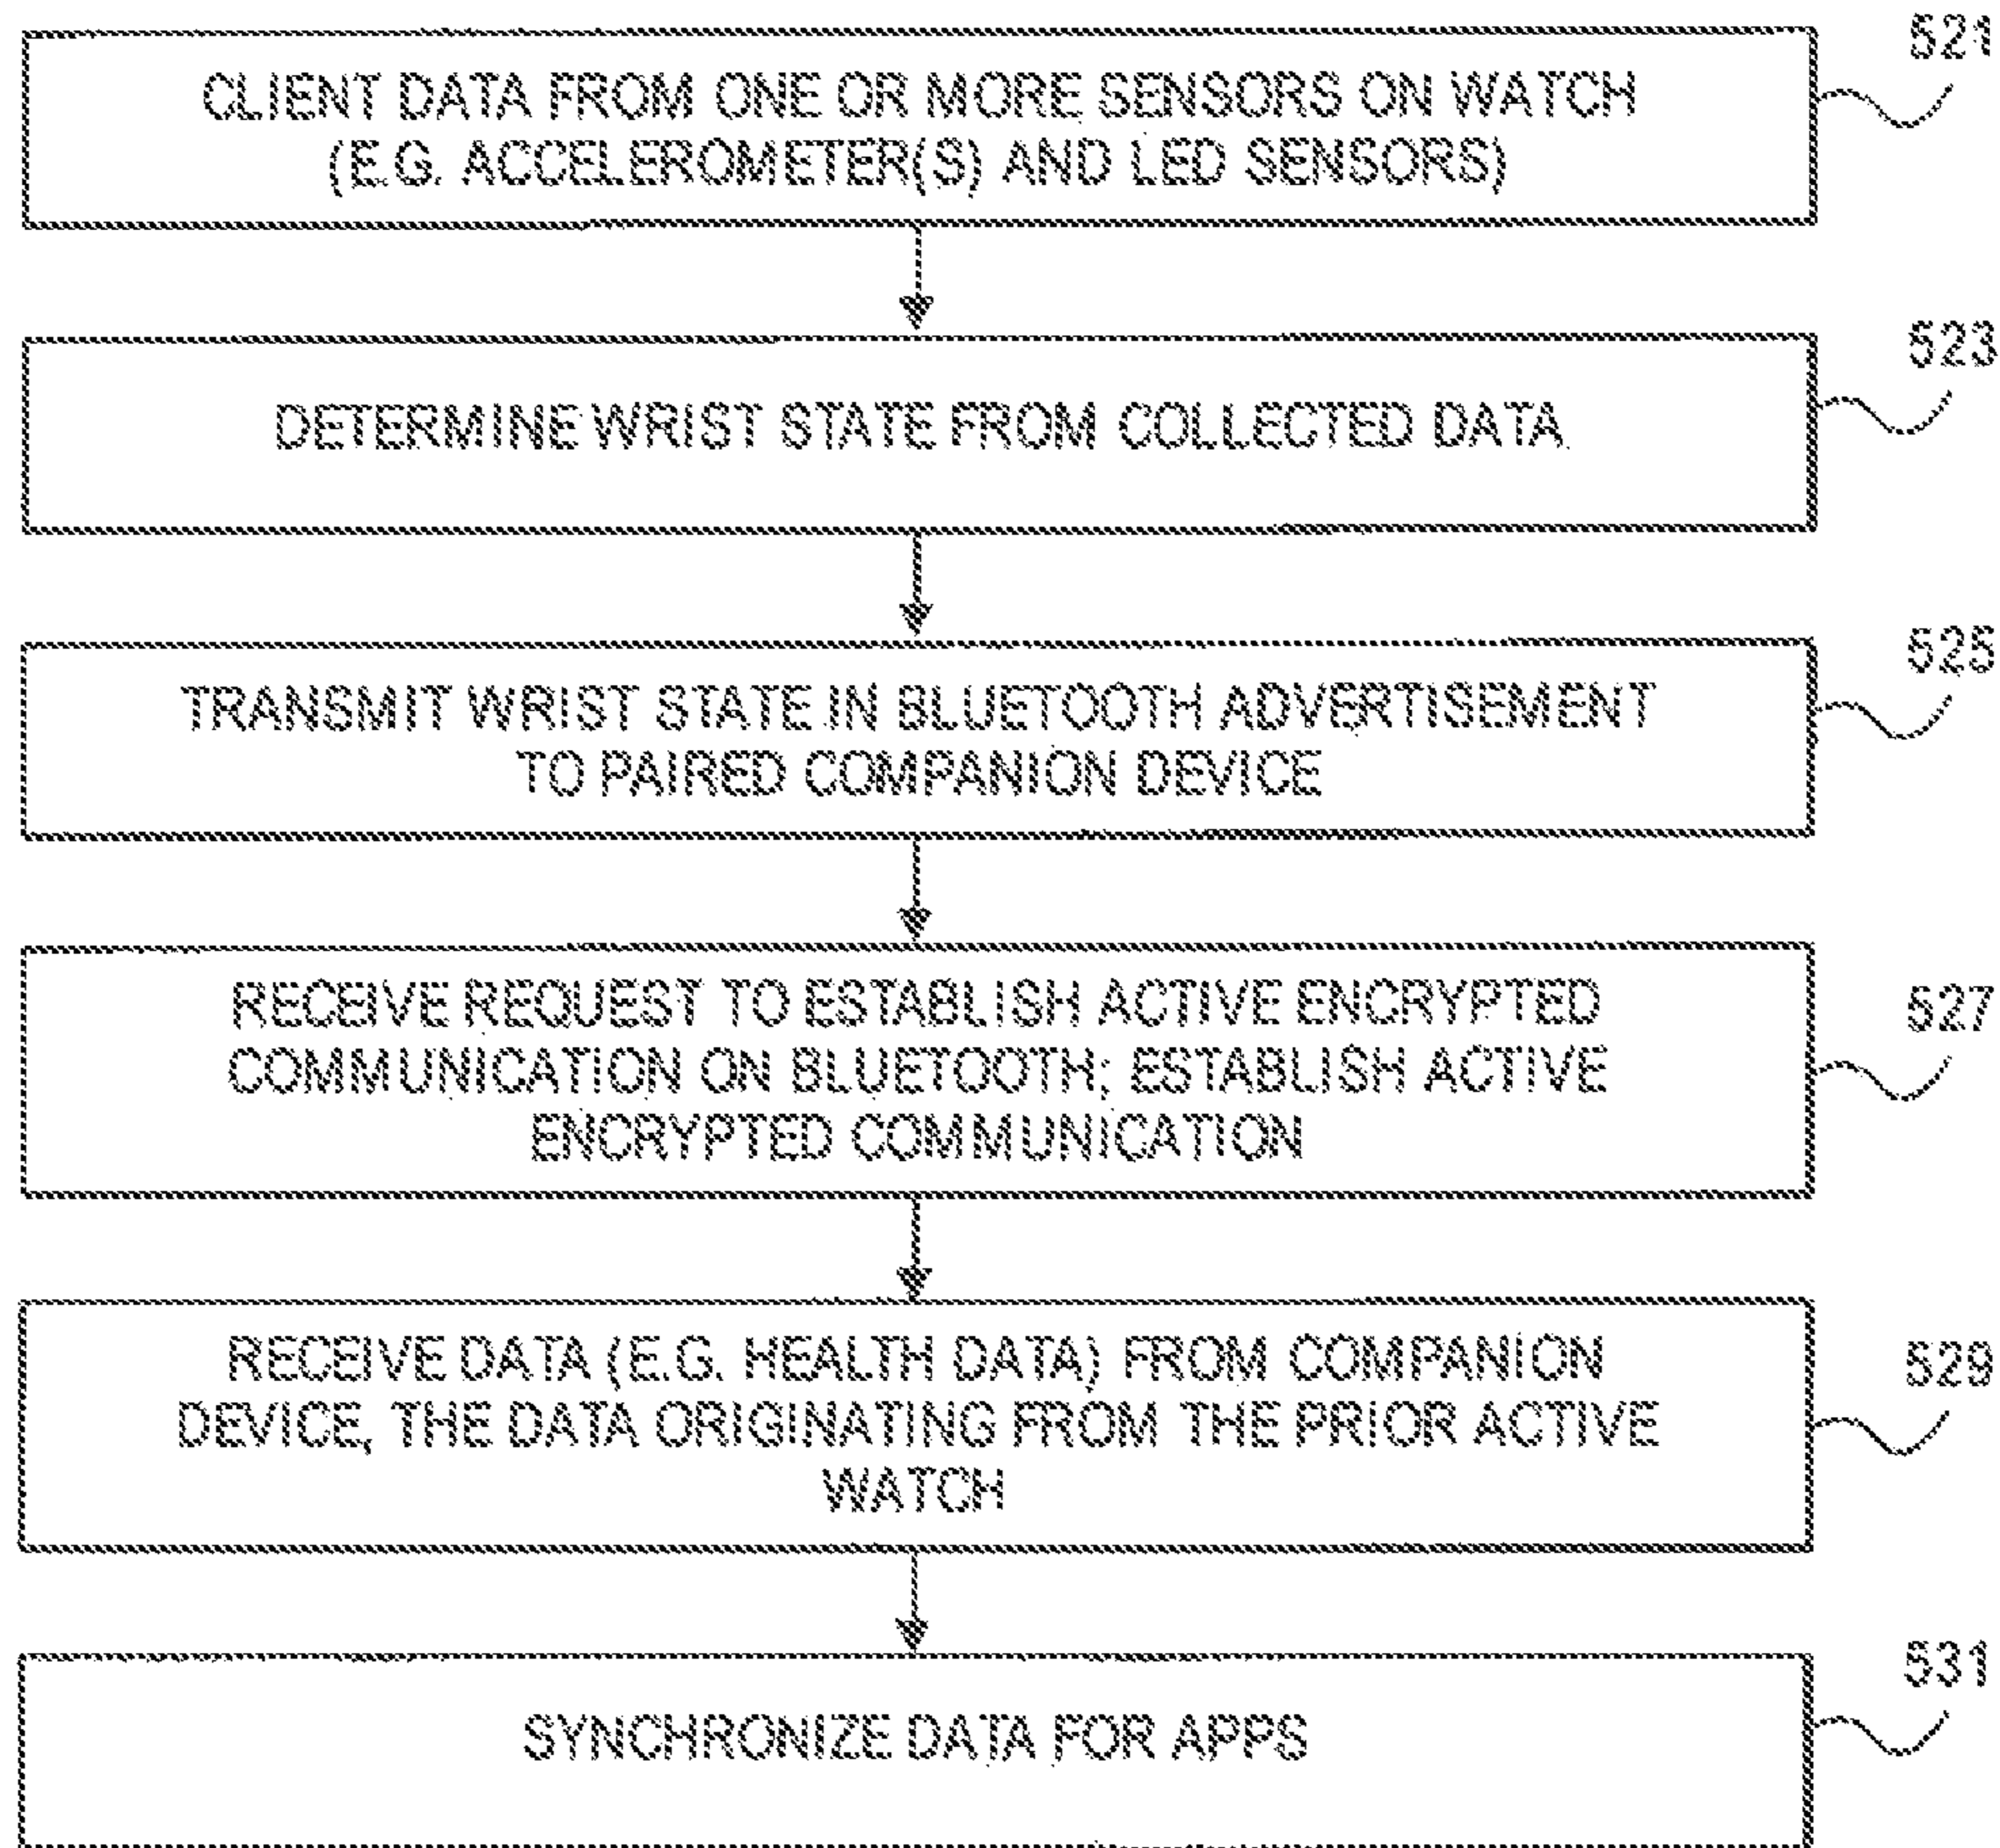 521
CLIENT DATA FROM ONE OR MORE SENSORS ON WATCH
(E.G. ACCELEROMETER(S) AND LED SENSORS)
523
DETERMINE WRIST STATE FROM COLLECTED DATA
525
TRANSMIT WRIST STATE IN BLUETOOTH ADVERTISEMENT
TO PAIRED COMPANION DEVICE
527
RECEIVE REQUEST TO ESTABLISH ACTIVE ENCRYPTED
COMMUNICATION ON BLUETOOTH; ESTABLISH ACTIVE
ENCRYPTED COMMUNICATION
529
RECEIVE DATA (E.G. HEALTH DATA) FROM COMPANION
DEVICE, THE DATA ORIGINATING FROM THE PRIOR ACTIVE
WATCH
531
SYNCHRONIZE DATA FOR APPS